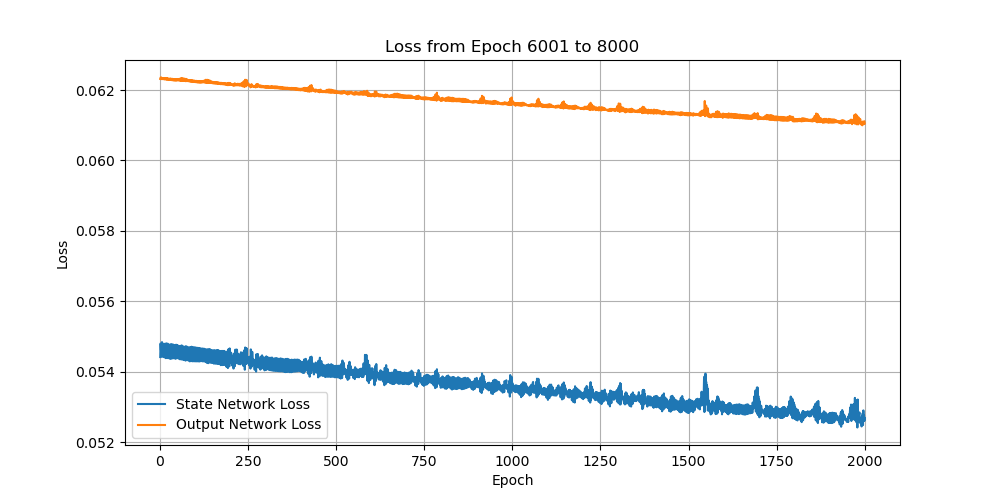 Loss from Epoch 6001 to 8000
Loss
0.062
0.060
0.058
0.056
0.054
0.052
State Network Loss
Output Network Loss
0 250 500 750 1000 1250 1500 1750 2000
Epoch